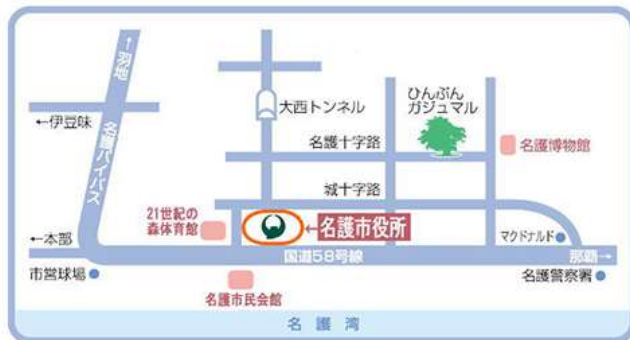 ↑羽地
←伊豆味
名護バイパス
大西トンネル
ひんぷん
ガジュマル
名護十字路
名護博物館
城十字路
21世紀の
森体育館
←名護市役所
←本部
国道58号線
マクドナルド
那覇→
市営球場
名護市民会館
名護警察署
名護湾